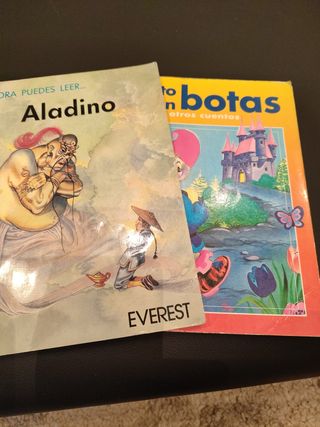 ORA PUEDES LEER...
Aladino
EVEREST
to
n botas
otros cuentos